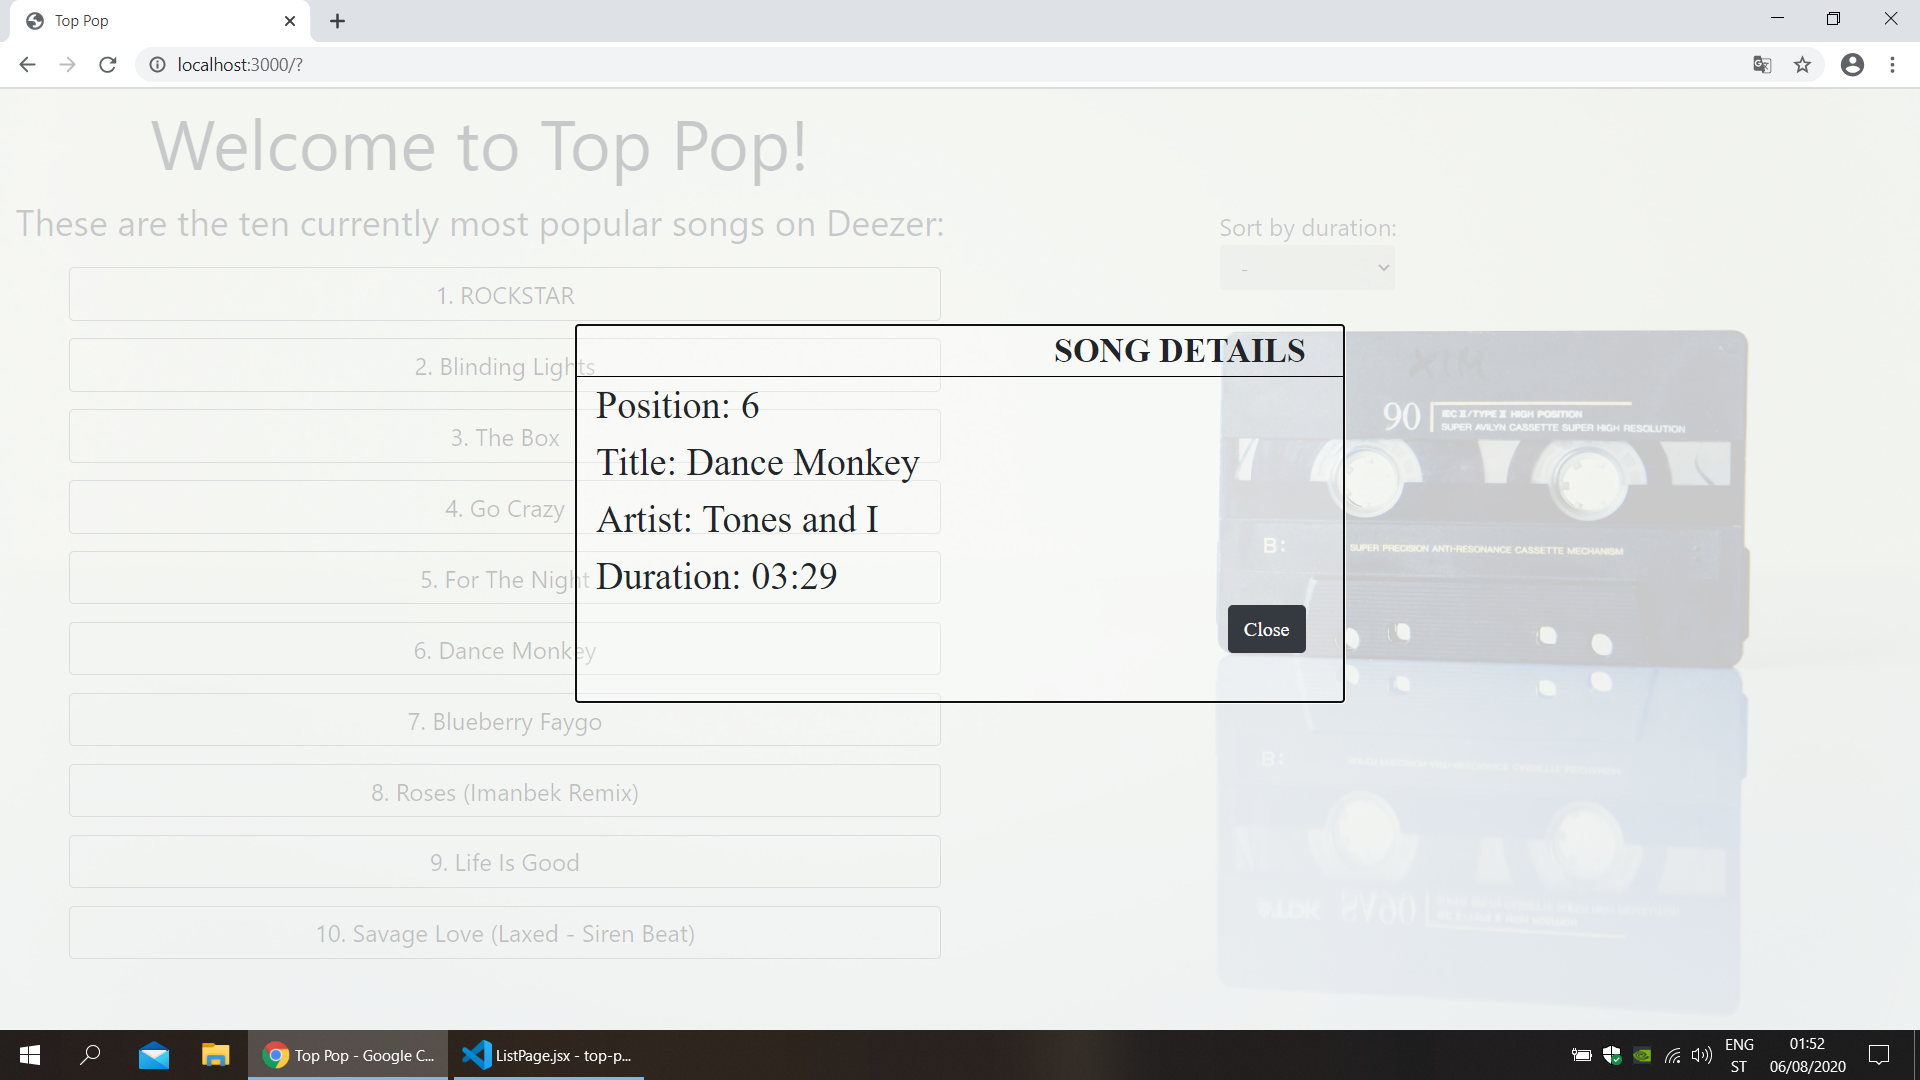 Top Pop
localhost:3000/?
Welcome to Top Pop!
These are the ten currently most popular songs on Deezer:
Sort by duration:
-
1. ROCKSTAR
2. Blinding Lights
3. The Box
4. Go Crazy
5. For The Night
6. Dance Monkey
7. Blueberry Faygo
8. Roses (Imanbek Remix)
9. Life Is Good
10. Savage Love (Laxed - Siren Beat)
SONG DETAILS
Position: 6
Title: Dance Monkey
Artist: Tones and I
Duration: 03:29
Close
MIX
90
IEC II/TYPE II HIGH POSITION
SUPER AVILYN CASSETTE SUPER HIGH RESOLUTION
B:
SUPER PRECISION ANTI-RESONANCE CASSETTE MECHANISM
B:
TDK SA90
Top Pop - Google C...
ListPage.jsx - top-p...
ENG
ST
01:52
06/08/2020